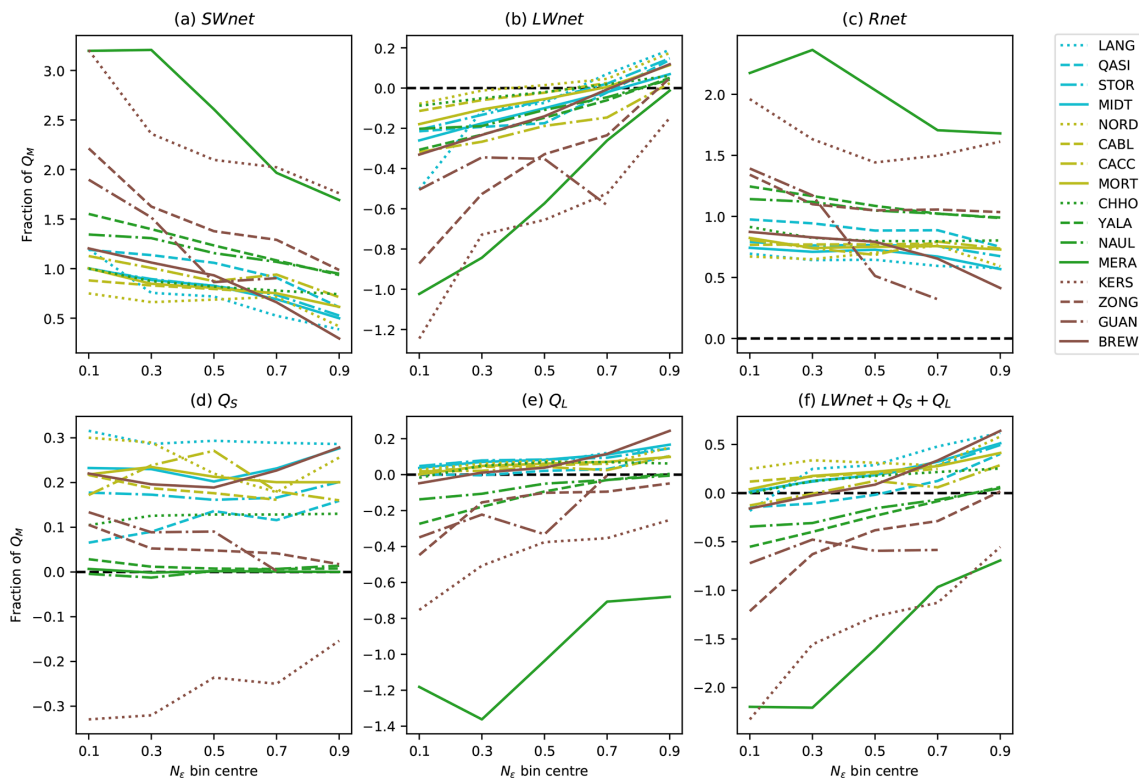 (a) SWnet
(b) LWnet
(c) Rnet
Fraction of Q_M
3.0
2.5
2.0
1.5
1.0
0.5
0.1 0.3 0.5 0.7 0.9
0.2
0.0
−0.2
−0.4
−0.6
−0.8
−1.0
−1.2
0.1 0.3 0.5 0.7 0.9
2.0
1.5
1.0
0.5
0.0
0.1 0.3 0.5 0.7 0.9
LANG
QASI
STOR
MIDT
NORD
CABL
CACC
MORT
CHHO
YALA
NAUL
MERA
KERS
ZONG
GUAN
BREW
(d) Q_S
(e) Q_L
(f) LWnet + Q_S + Q_L
Fraction of Q_M
0.3
0.2
0.1
0.0
−0.1
−0.2
−0.3
0.1 0.3 0.5 0.7 0.9
N_ε bin centre
0.2
0.0
−0.2
−0.4
−0.6
−0.8
−1.0
−1.2
−1.4
0.1 0.3 0.5 0.7 0.9
N_ε bin centre
0.5
0.0
−0.5
−1.0
−1.5
−2.0
0.1 0.3 0.5 0.7 0.9
N_ε bin centre